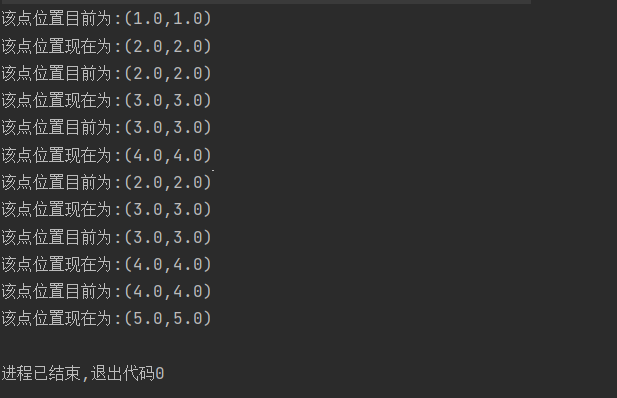 该点位置目前为:(1.0,1.0)
该点位置现在为:(2.0,2.0)
该点位置目前为:(2.0,2.0)
该点位置现在为:(3.0,3.0)
该点位置目前为:(3.0,3.0)
该点位置现在为:(4.0,4.0)
该点位置目前为:(2.0,2.0)
该点位置现在为:(3.0,3.0)
该点位置目前为:(3.0,3.0)
该点位置现在为:(4.0,4.0)
该点位置目前为:(4.0,4.0)
该点位置现在为:(5.0,5.0)
进程已结束,退出代码0